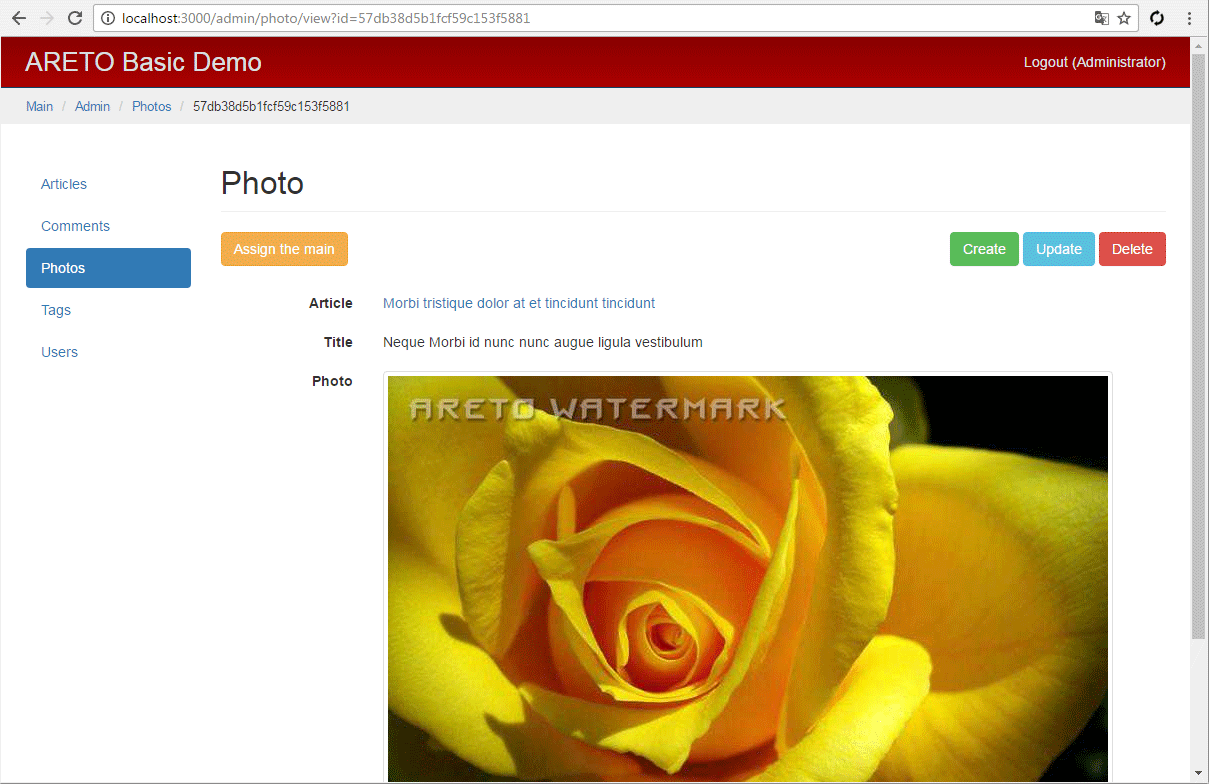 localhost:3000/admin/photo/view?id=57db38d5b1fcf59c153f5881
ARETO Basic Demo
Logout (Administrator)
Main / Admin / Photos / 57db38d5b1fcf59c153f5881
Articles
Comments
Photos
Tags
Users
Photo
Assign the main
Create Update Delete
Article Morbi tristique dolor at et tincidunt tincidunt
Title Neque Morbi id nunc nunc augue ligula vestibulum
Photo
ARETO WATERMARK